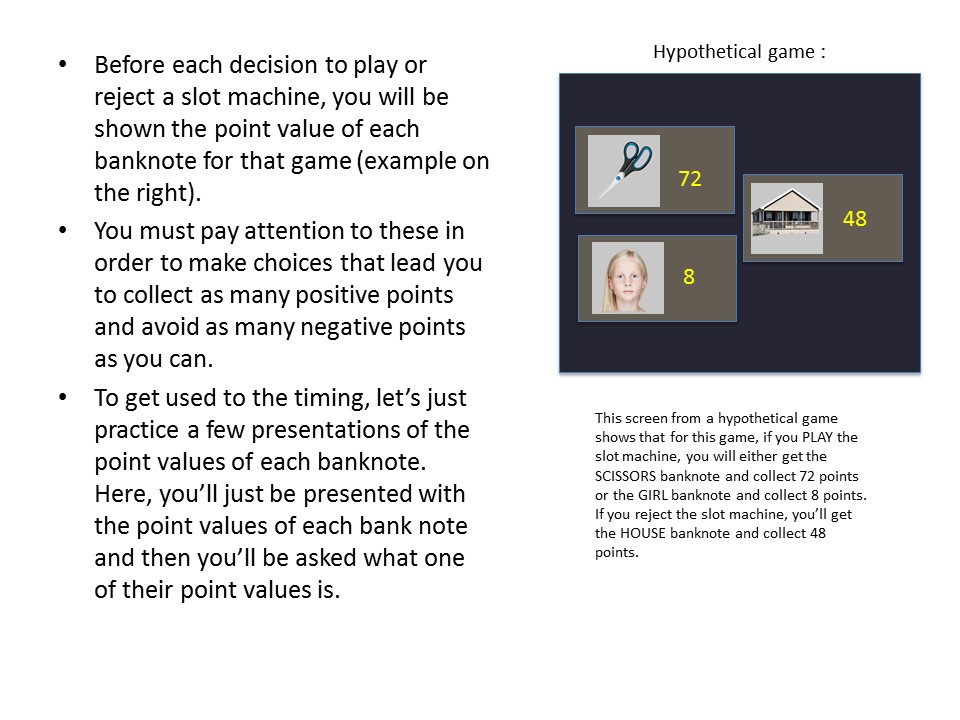 • Before each decision to play or
reject a slot machine, you will be
shown the point value of each
banknote for that game (example on
the right).
• You must pay attention to these in
order to make choices that lead you
to collect as many positive points
and avoid as many negative points
as you can.
• To get used to the timing, let’s just
practice a few presentations of the
point values of each banknote.
Here, you’ll just be presented with
the point values of each bank note
and then you’ll be asked what one
of their point values is.
Hypothetical game :
72
48
8
This screen from a hypothetical game
shows that for this game, if you PLAY the
slot machine, you will either get the
SCISSORS banknote and collect 72 points
or the GIRL banknote and collect 8 points.
If you reject the slot machine, you’ll get
the HOUSE banknote and collect 48
points.